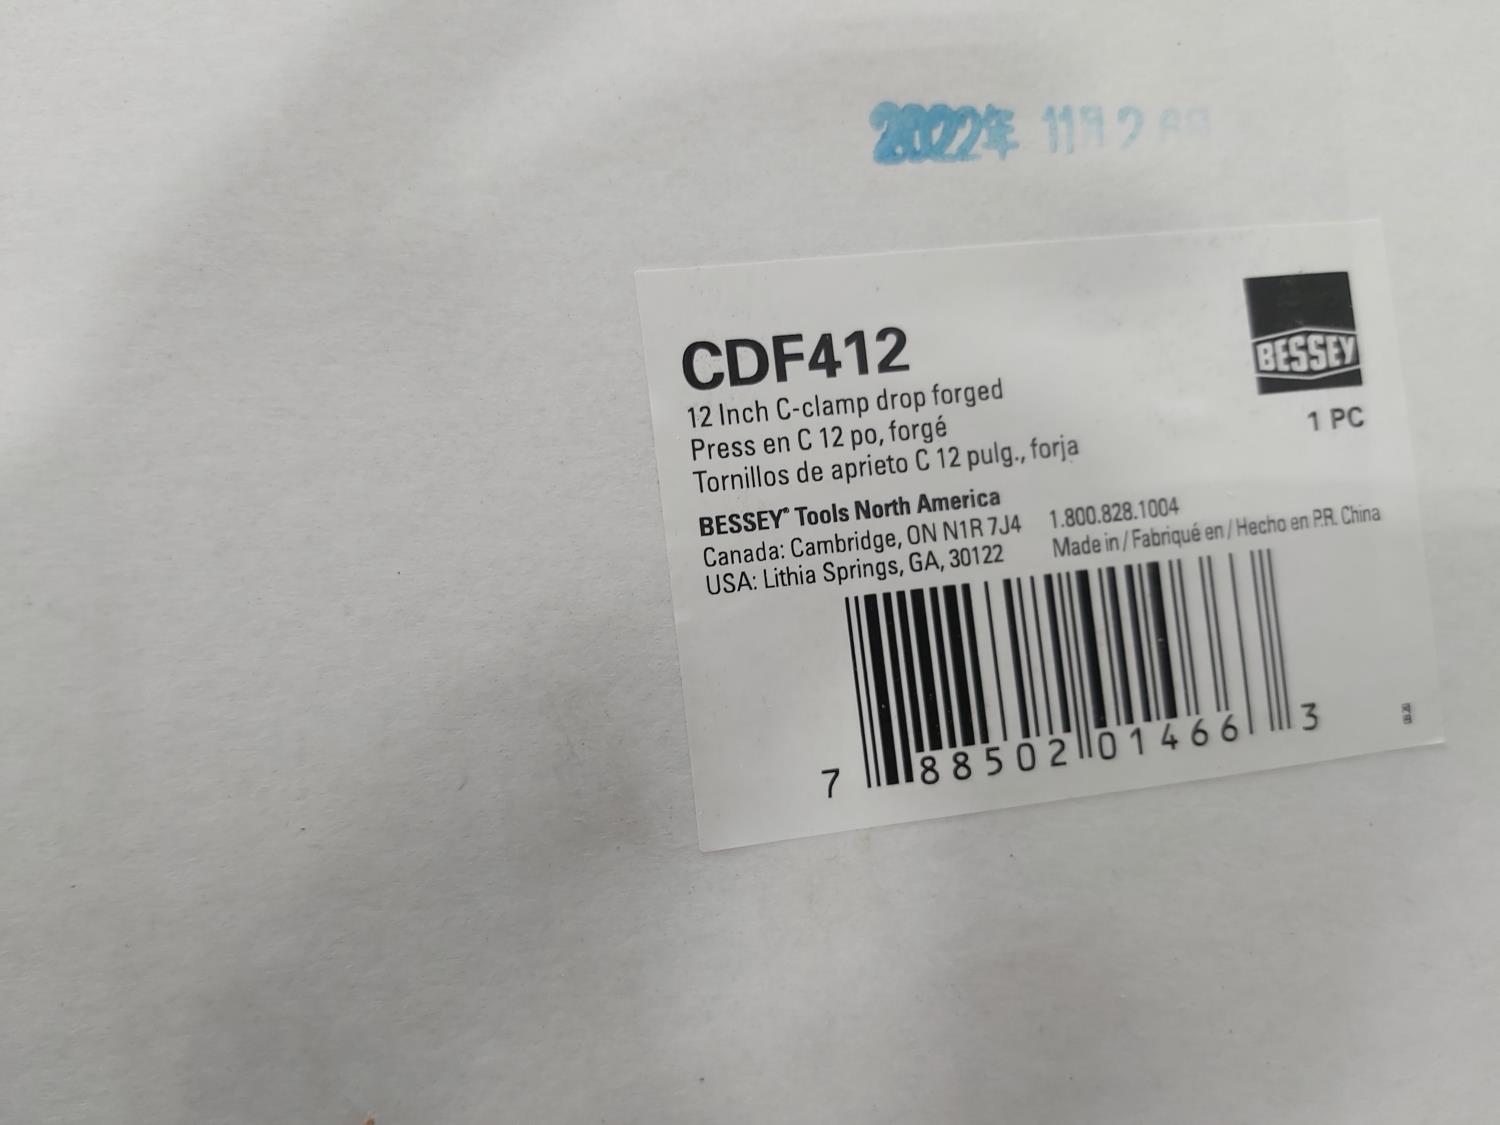 2022年 11月2
CDF412
12 Inch C-clamp drop forged
Press en C 12 po, forgé
Tornillos de aprieto C 12 pulg., forja
BESSEY
1 PC
BESSEY® Tools North America
Canada: Cambridge, ON N1R 7J4
USA: Lithia Springs, GA, 30122
1.800.828.1004
Made in / Fabriqué en / Hecho en P.R. China
7 88502 01466 3